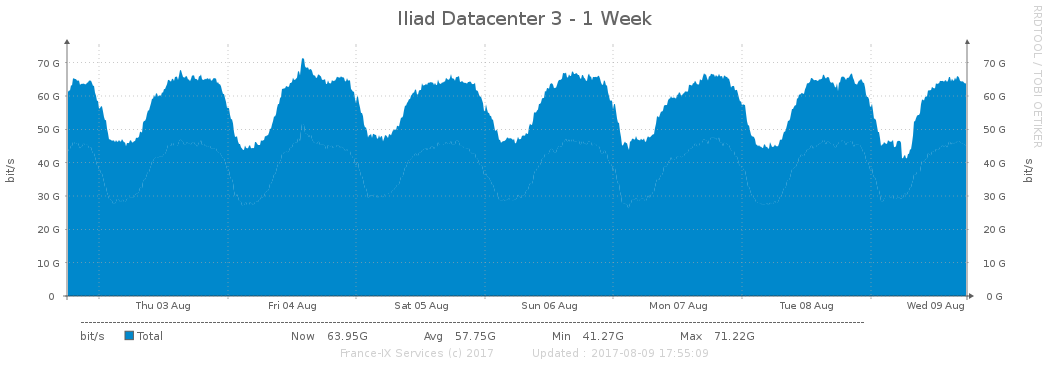 Iliad Datacenter 3 - 1 Week
RRDTOOL / TOBI OETIKER
bit/s
bit/s
70 G
60 G
50 G
40 G
30 G
20 G
10 G
0
70 G
60 G
50 G
40 G
30 G
20 G
10 G
0 G
Thu 03 Aug Fri 04 Aug Sat 05 Aug Sun 06 Aug Mon 07 Aug Tue 08 Aug Wed 09 Aug
bit/s Total Now 63.95G Avg 57.75G Min 41.27G Max 71.22G
France-IX Services (c) 2017 Updated : 2017-08-09 17:55:09